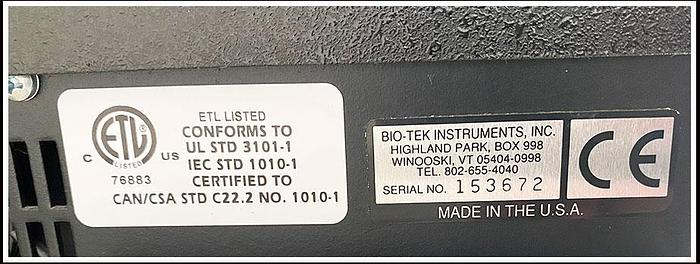 ETL LISTED
CONFORMS TO
UL STD 3101-1
IEC STD 1010-1
CERTIFIED TO
CAN/CSA STD C22.2 NO. 1010-1
C ETL® US
LISTED
76883
BIO-TEK INSTRUMENTS, INC.
HIGHLAND PARK, BOX 998
WINOOSKI, VT 05404-0998
TEL. 802-655-4040
SERIAL NO. 153672
CE
MADE IN THE U.S.A.